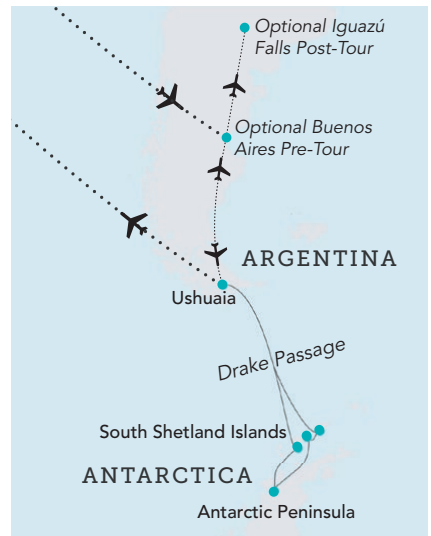 Optional Iguazú
Falls Post-Tour
Optional Buenos
Aires Pre-Tour
ARGENTINA
Ushuaia
Drake Passage
South Shetland Islands
ANTARCTICA
Antarctic Peninsula